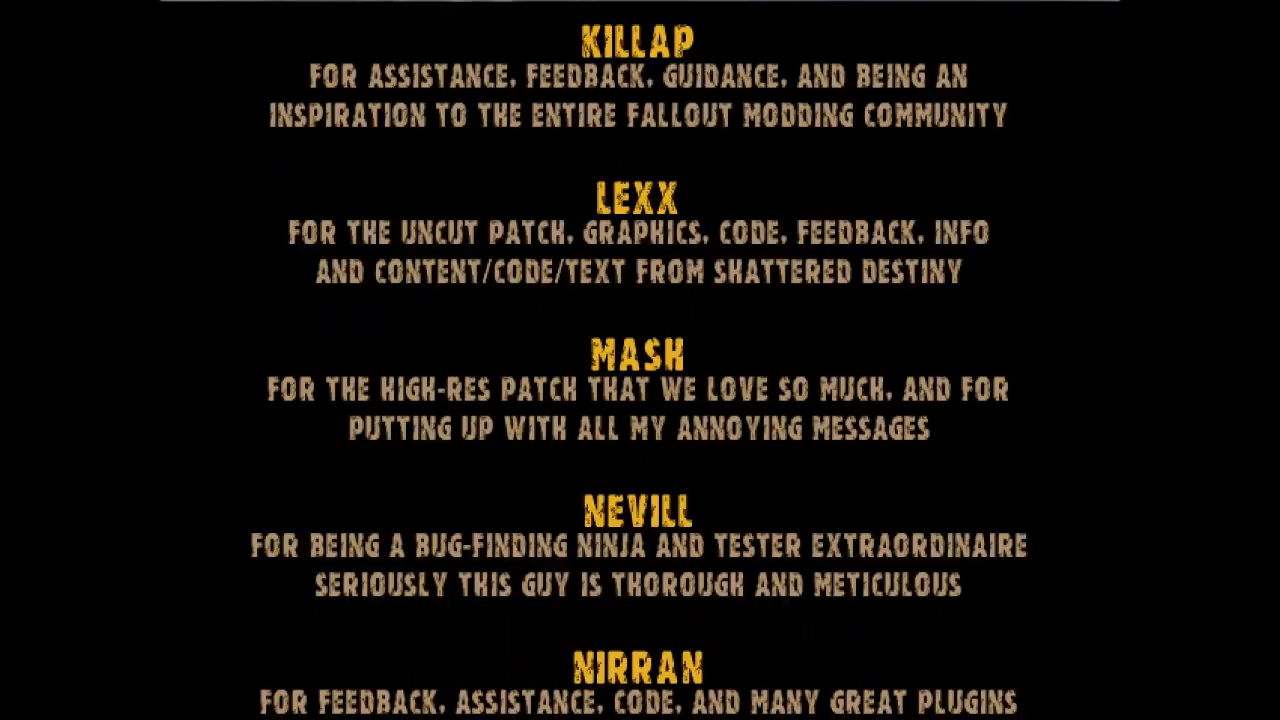 KILLAP
FOR ASSISTANCE, FEEDBACK, GUIDANCE, AND BEING AN
INSPIRATION TO THE ENTIRE FALLOUT MODDING COMMUNITY
LEXX
FOR THE UNCUT PATCH, GRAPHICS, CODE, FEEDBACK, INFO
AND CONTENT/CODE/TEXT FROM SHATTERED DESTINY
MASH
FOR THE HIGH-RES PATCH THAT WE LOVE SO MUCH, AND FOR
PUTTING UP WITH ALL MY ANNOYING MESSAGES
NEVILL
FOR BEING A BUG-FINDING NINJA AND TESTER EXTRAORDINAIRE
SERIOUSLY THIS GUY IS THOROUGH AND METICULOUS
NIRRAN
FOR FEEDBACK, ASSISTANCE, CODE, AND MANY GREAT PLUGINS